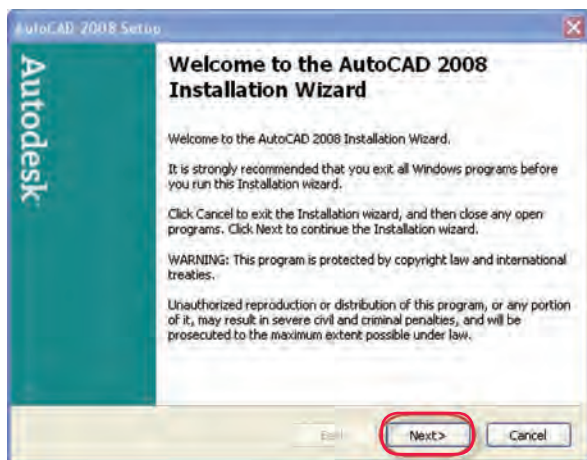 AutoCAD 2008 Setup
Autodesk
Welcome to the AutoCAD 2008
Installation Wizard
Welcome to the AutoCAD 2008 Installation Wizard.
It is strongly recommended that you exit all Windows programs before
you run this Installation wizard.
Click Cancel to exit the Installation wizard, and then close any open
programs. Click Next to continue the Installation wizard.
WARNING: This program is protected by copyright law and international
treaties.
Unauthorized reproduction or distribution of this program, or any portion
of it, may result in severe civil and criminal penalties, and will be
prosecuted to the maximum extent possible under law.
Next>
Cancel